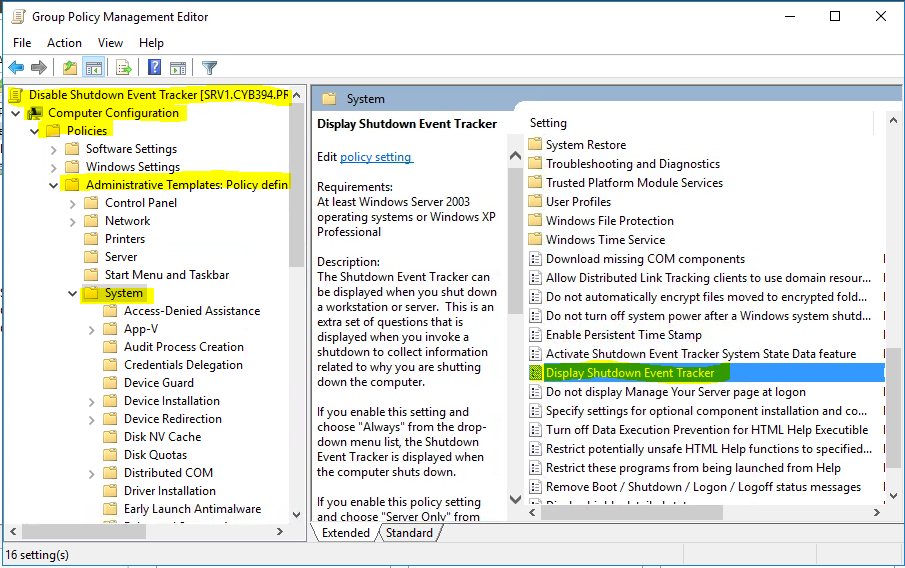 Group Policy Management Editor
File Action View Help
Disable Shutdown Event Tracker [SRV1.CYB394.PR
Computer Configuration
Policies
Software Settings
Windows Settings
Administrative Templates: Policy defin
Control Panel
Network
Printers
Server
Start Menu and Taskbar
System
Access-Denied Assistance
App-V
Audit Process Creation
Credentials Delegation
Device Guard
Device Installation
Device Redirection
Disk NV Cache
Disk Quotas
Distributed COM
Driver Installation
Early Launch Antimalware
System
Display Shutdown Event Tracker
Edit policy setting
Requirements:
At least Windows Server 2003
operating systems or Windows XP
Professional
Description:
The Shutdown Event Tracker can
be displayed when you shut down
a workstation or server. This is an
extra set of questions that is
displayed when you invoke a
shutdown to collect information
related to why you are shutting
down the computer.
If you enable this setting and
choose "Always" from the drop-
down menu list, the Shutdown
Event Tracker is displayed when
the computer shuts down.
If you enable this policy setting
and choose "Server Only" from
Setting
System Restore
Troubleshooting and Diagnostics
Trusted Platform Module Services
User Profiles
Windows File Protection
Windows Time Service
Download missing COM components
Allow Distributed Link Tracking clients to use domain resour...
Do not automatically encrypt files moved to encrypted fold...
Do not turn off system power after a Windows system shutd...
Enable Persistent Time Stamp
Activate Shutdown Event Tracker System State Data feature
Display Shutdown Event Tracker
Do not display Manage Your Server page at logon
Specify settings for optional component installation and co...
Turn off Data Execution Prevention for HTML Help Executible
Restrict potentially unsafe HTML Help functions to specified...
Restrict these programs from being launched from Help
Remove Boot / Shutdown / Logon / Logoff status messages
Extended Standard
16 setting(s)